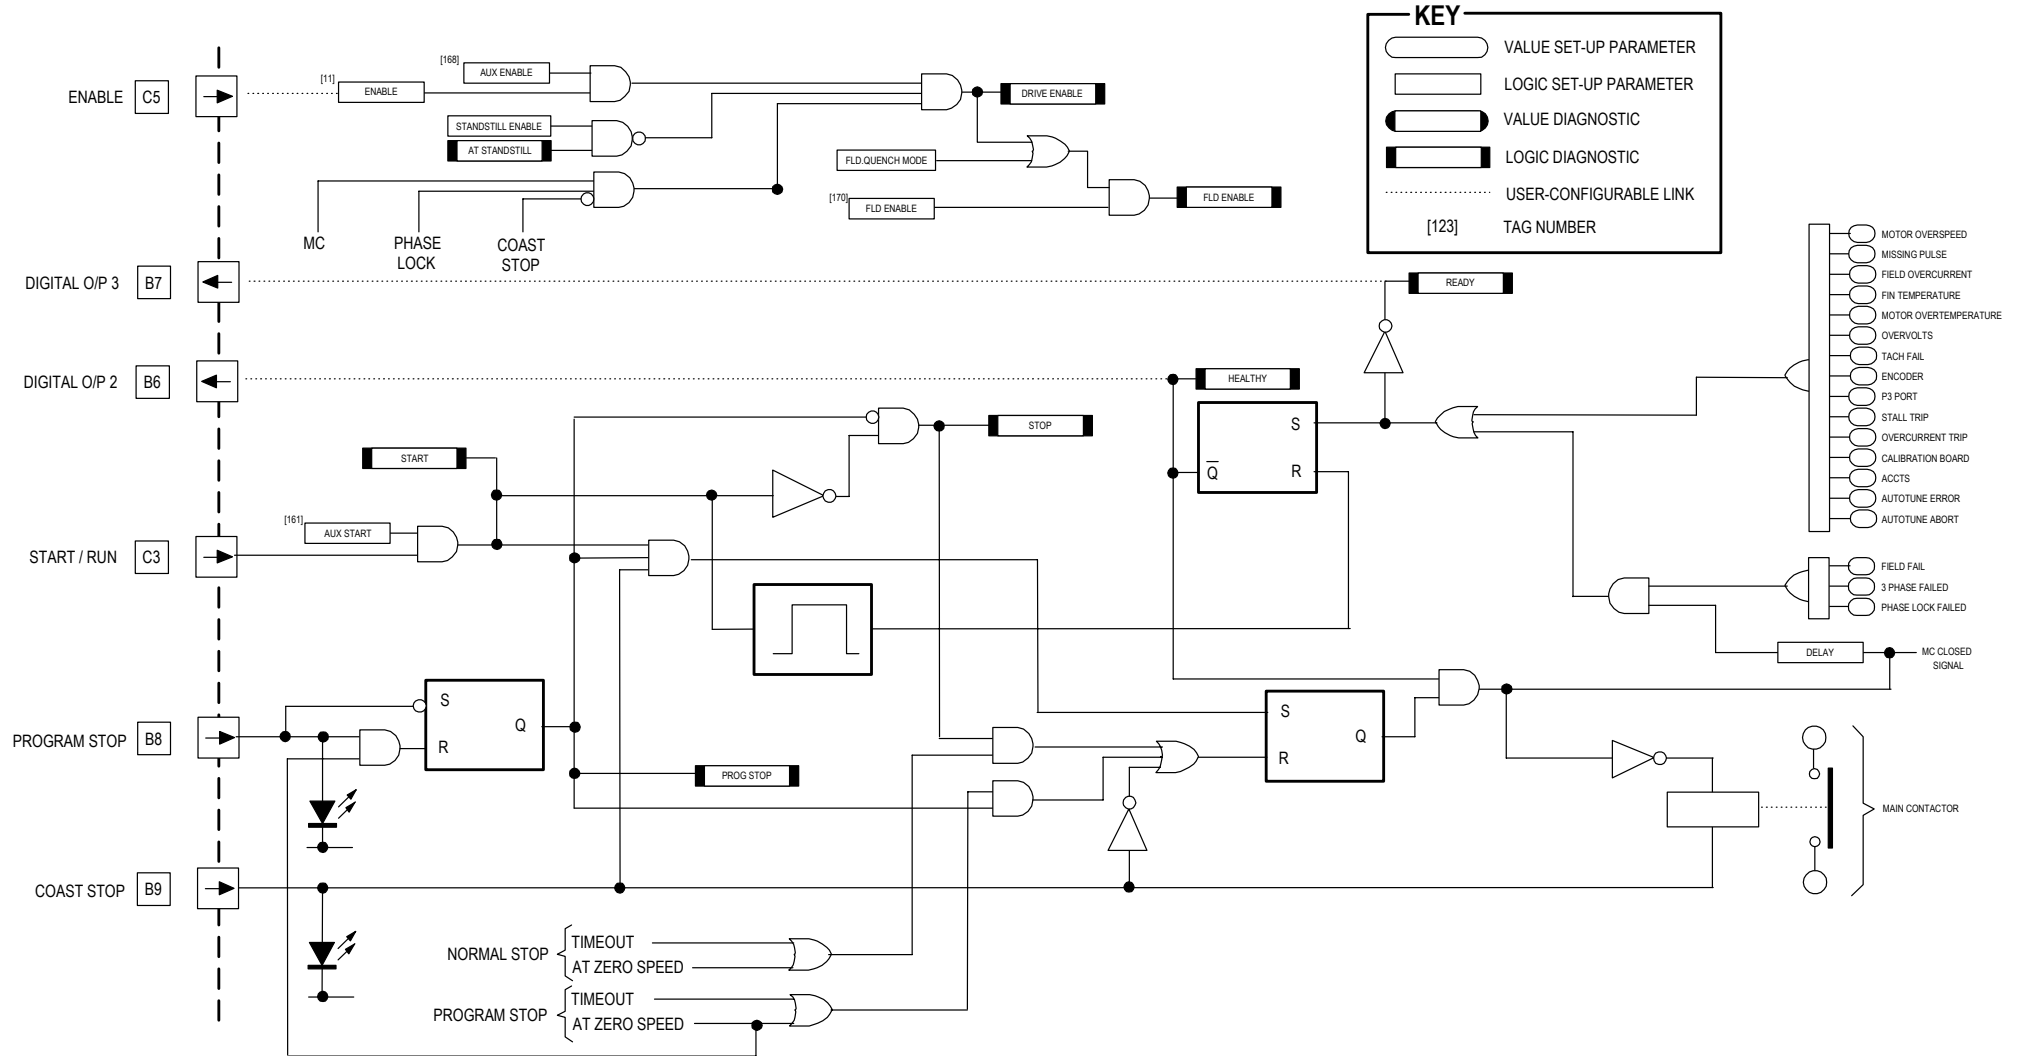 KEY
VALUE SET-UP PARAMETER
LOGIC SET-UP PARAMETER
VALUE DIAGNOSTIC
LOGIC DIAGNOSTIC
USER-CONFIGURABLE LINK
[123] TAG NUMBER
ENABLE C5
[11]
ENABLE
[168]
AUX ENABLE
STANDSTILL ENABLE
AT STANDSTILL
DRIVE ENABLE
FLD.QUENCH MODE
[170]
FLD ENABLE
FLD ENABLE
MC
PHASE
LOCK
COAST
STOP
DIGITAL O/P 3 B7
READY
DIGITAL O/P 2 B6
HEALTHY
S
R
Q
STOP
START
[161]
AUX START
START / RUN C3
MOTOR OVERSPEED
MISSING PULSE
FIELD OVERCURRENT
FIN TEMPERATURE
MOTOR OVERTEMPERATURE
OVERVOLTS
TACH FAIL
ENCODER
P3 PORT
STALL TRIP
OVERCURRENT TRIP
CALIBRATION BOARD
ACCTS
AUTOTUNE ERROR
AUTOTUNE ABORT
FIELD FAIL
3 PHASE FAILED
PHASE LOCK FAILED
DELAY
MC CLOSED
SIGNAL
PROGRAM STOP B8
S
R
Q
PROG STOP
S
R
Q
MAIN CONTACTOR
COAST STOP B9
NORMAL STOP
TIMEOUT
AT ZERO SPEED
PROGRAM STOP
TIMEOUT
AT ZERO SPEED